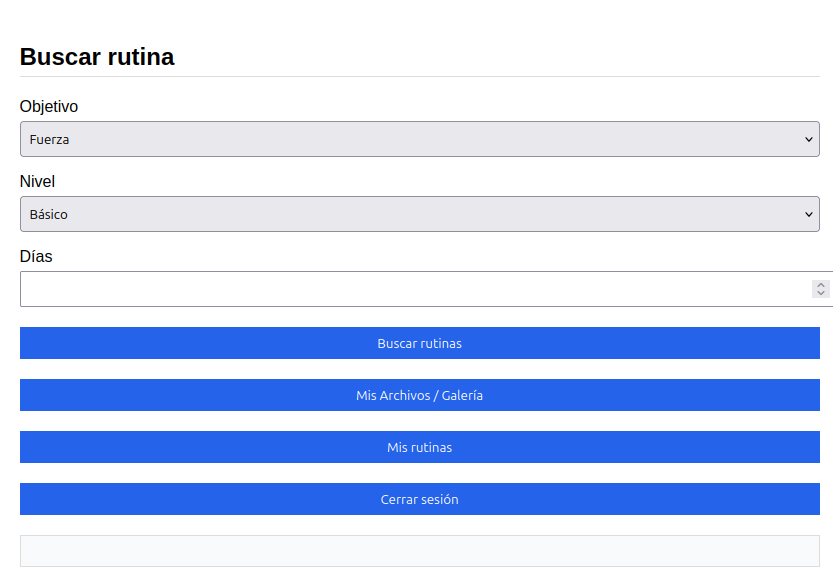 Buscar rutina
Objetivo
Fuerza
Nivel
Básico
Días
Buscar rutinas
Mis Archivos / Galería
Mis rutinas
Cerrar sesión